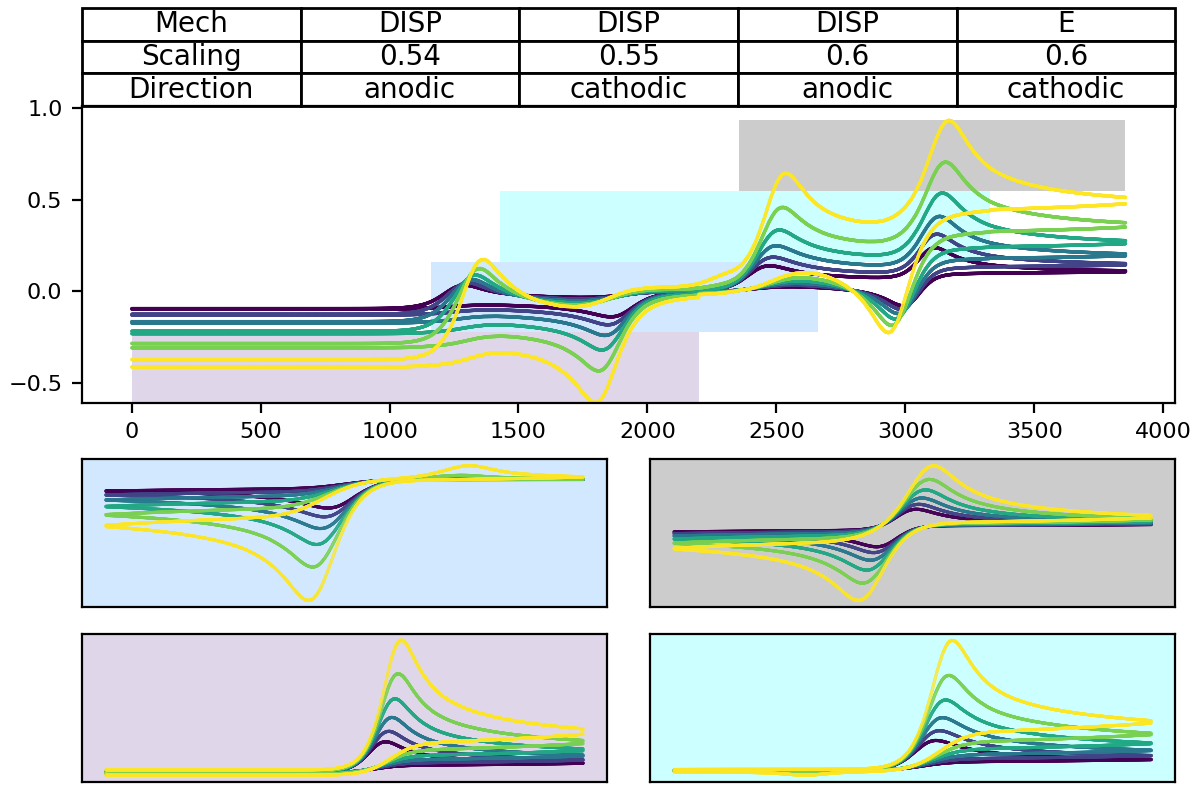 Mech DISP DISP DISP E
Scaling 0.54 0.55 0.6 0.6
Direction anodic cathodic anodic cathodic
1.0
0.5
0.0
−0.5
0 500 1000 1500 2000 2500 3000 3500 4000